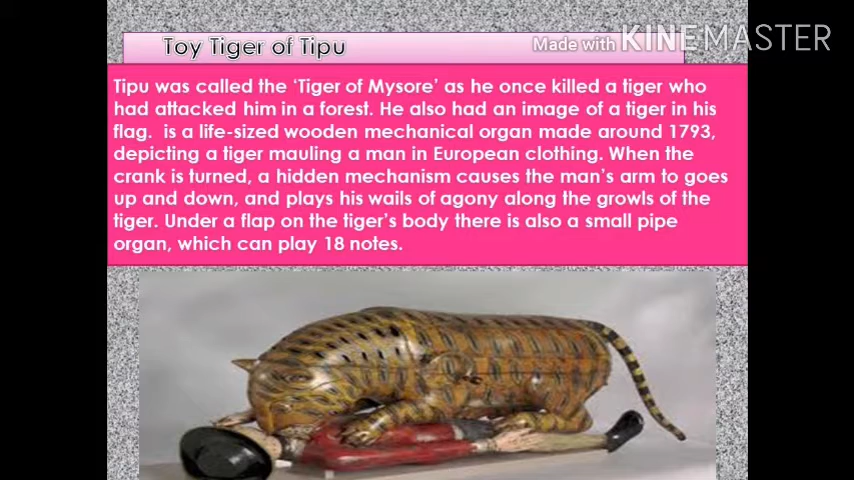 Toy Tiger of Tipu
Made with KINEMASTER
Tipu was called the ‘Tiger of Mysore’ as he once killed a tiger who
had attacked him in a forest. He also had an image of a tiger in his
flag.  is a life-sized wooden mechanical organ made around 1793,
depicting a tiger mauling a man in European clothing. When the
crank is turned, a hidden mechanism causes the man’s arm to goes
up and down, and plays his wails of agony along the growls of the
tiger. Under a flap on the tiger’s body there is also a small pipe
organ, which can play 18 notes.